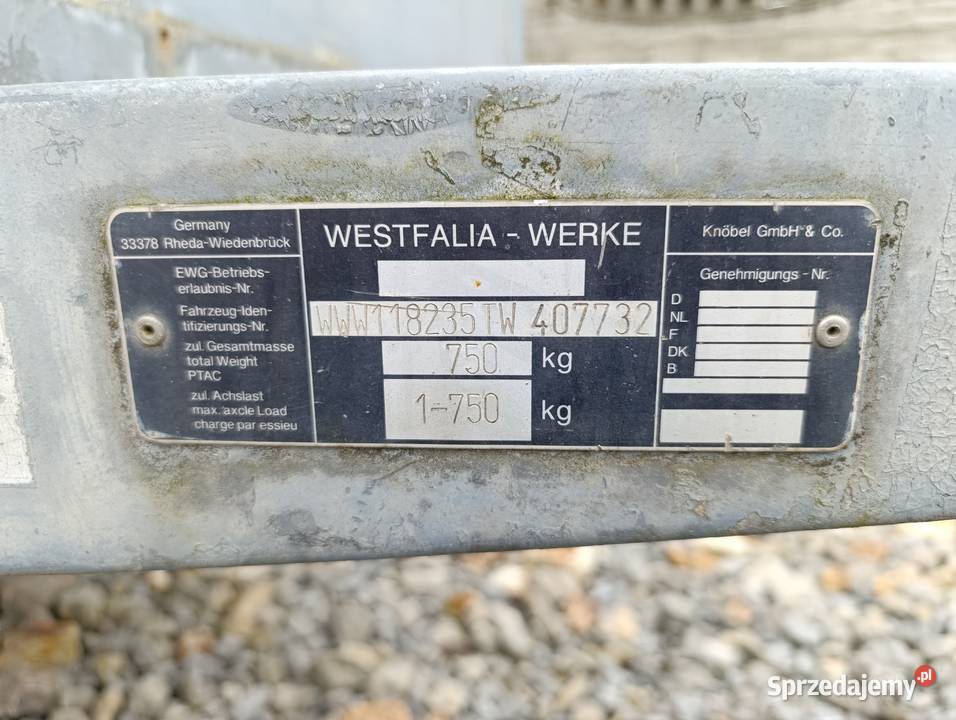 Germany
33378 Rheda-Wiedenbrück
WESTFALIA - WERKE
Knöbel GmbH & Co.
EWG-Betriebs-
erlaubnis-Nr.
Genehmigungs - Nr.
Fahrzeug-Iden-
tifizierungs-Nr.
WWW118235TW 407732
D
NL
F
DK
B
zul. Gesamtmasse
total Weight
PTAC
750 kg
zul. Achslast
max. axcle Load
charge par essieu
1-750 kg
Sprzedajemy.pl